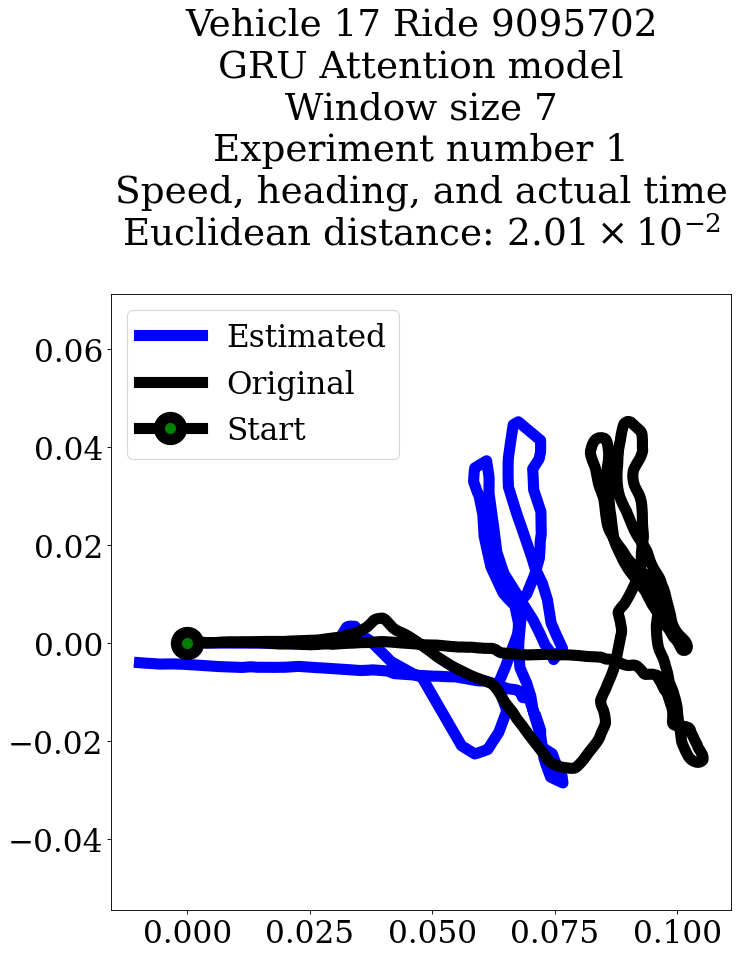 Vehicle 17 Ride 9095702
GRU Attention model
Window size 7
Experiment number 1
Speed, heading, and actual time
Euclidean distance: 2.01 × 10⁻²
Estimated
Original
Start
0.06
0.04
0.02
0.00
−0.02
−0.04
0.000 0.025 0.050 0.075 0.100